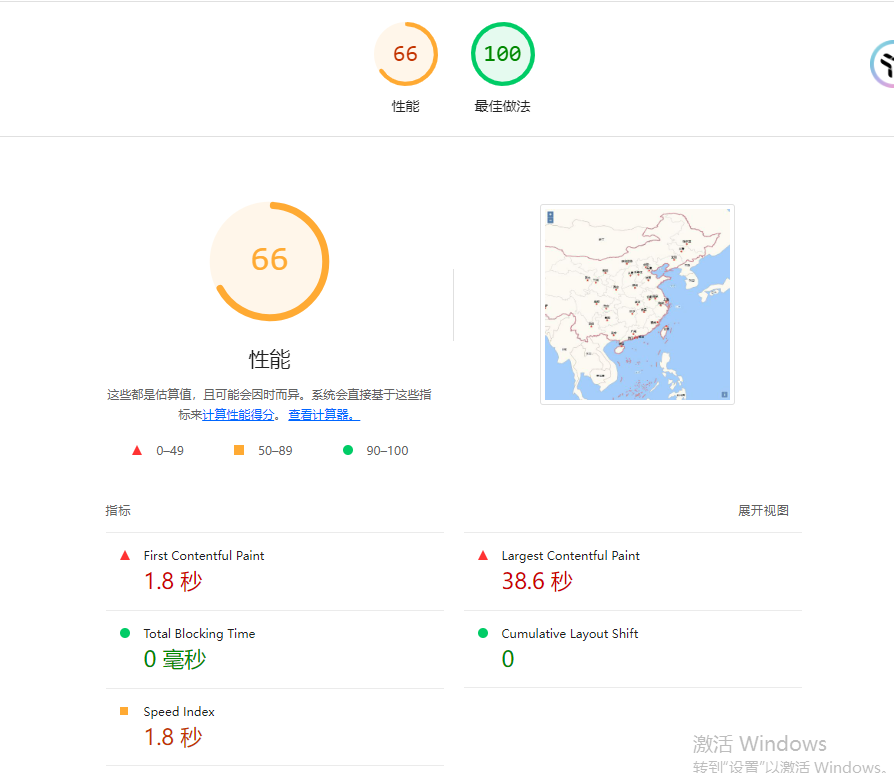 66
100
性能
最佳做法
66
性能
这些都是估算值，且可能会因时而异。系统会直接基于这些指
标来计算性能得分。查看计算器。
0–49
50–89
90–100
指标
展开视图
First Contentful Paint
1.8 秒
Largest Contentful Paint
38.6 秒
Total Blocking Time
0 毫秒
Cumulative Layout Shift
0
Speed Index
1.8 秒
激活 Windows
转到"设置"以激活 Windows。